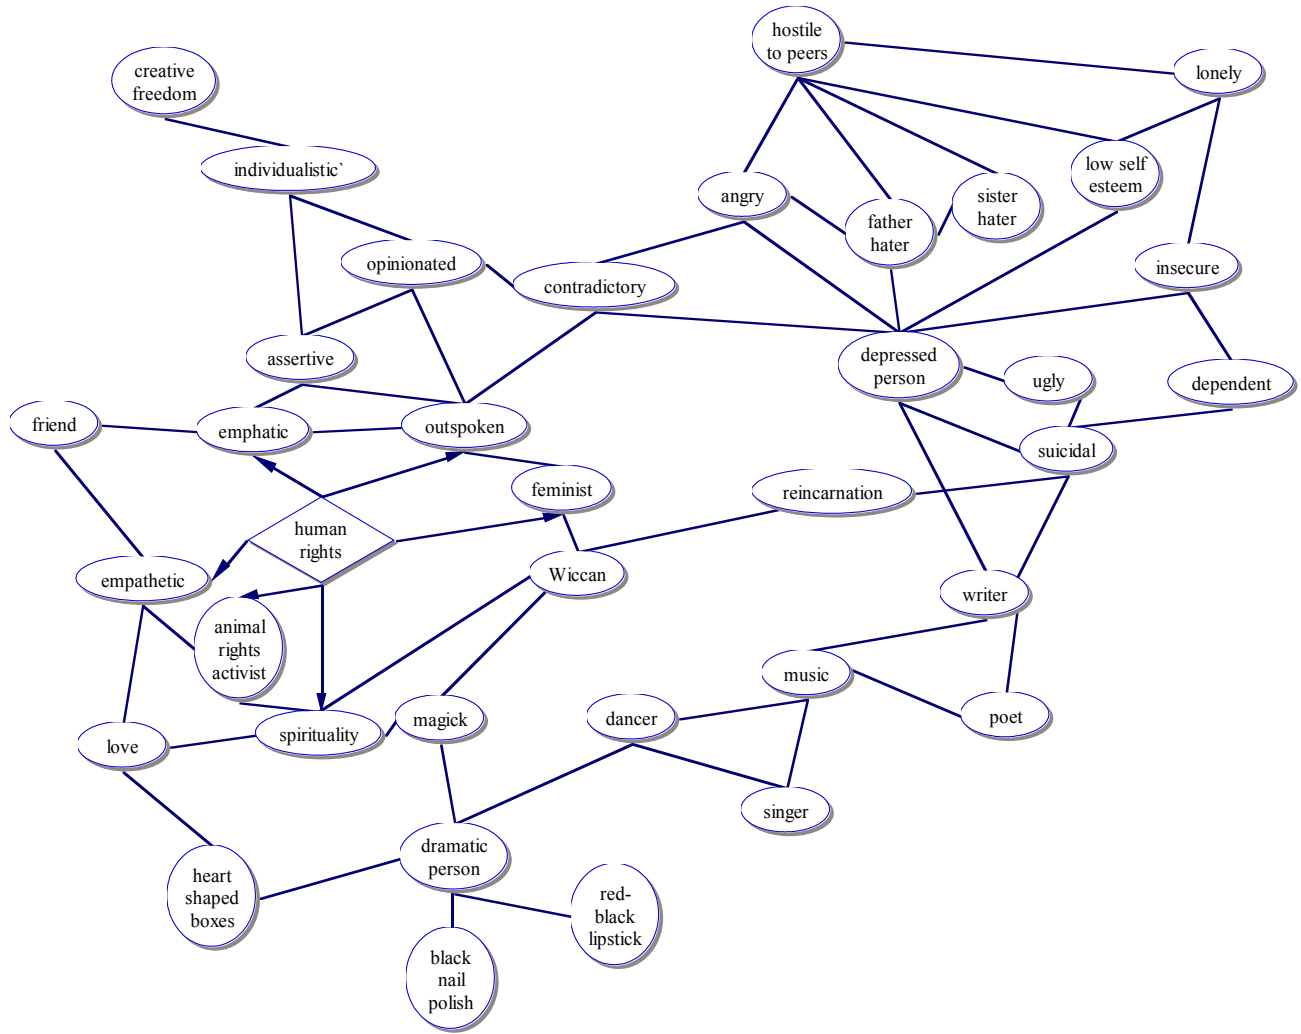 hostile
to peers
creative
freedom
lonely
individualistic`
low self
esteem
angry
sister
hater
father
hater
opinionated
insecure
contradictory
assertive
depressed
person
ugly
dependent
friend
emphatic
outspoken
suicidal
feminist
reincarnation
human
rights
empathetic
Wiccan
writer
animal
rights
activist
music
magick
dancer
poet
spirituality
love
singer
dramatic
person
heart
shaped
boxes
red-
black
lipstick
black
nail
polish